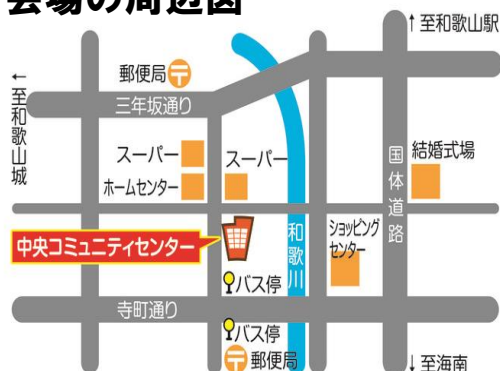 会場の周辺図
↑至和歌山駅
←至和歌山城
郵便局
三年坂通り
スーパー
スーパー
ホームセンター
国体道路
結婚式場
中央コミュニティセンター
和歌川
ショッピング
センター
バス停
寺町通り
バス停
郵便局
↓至海南